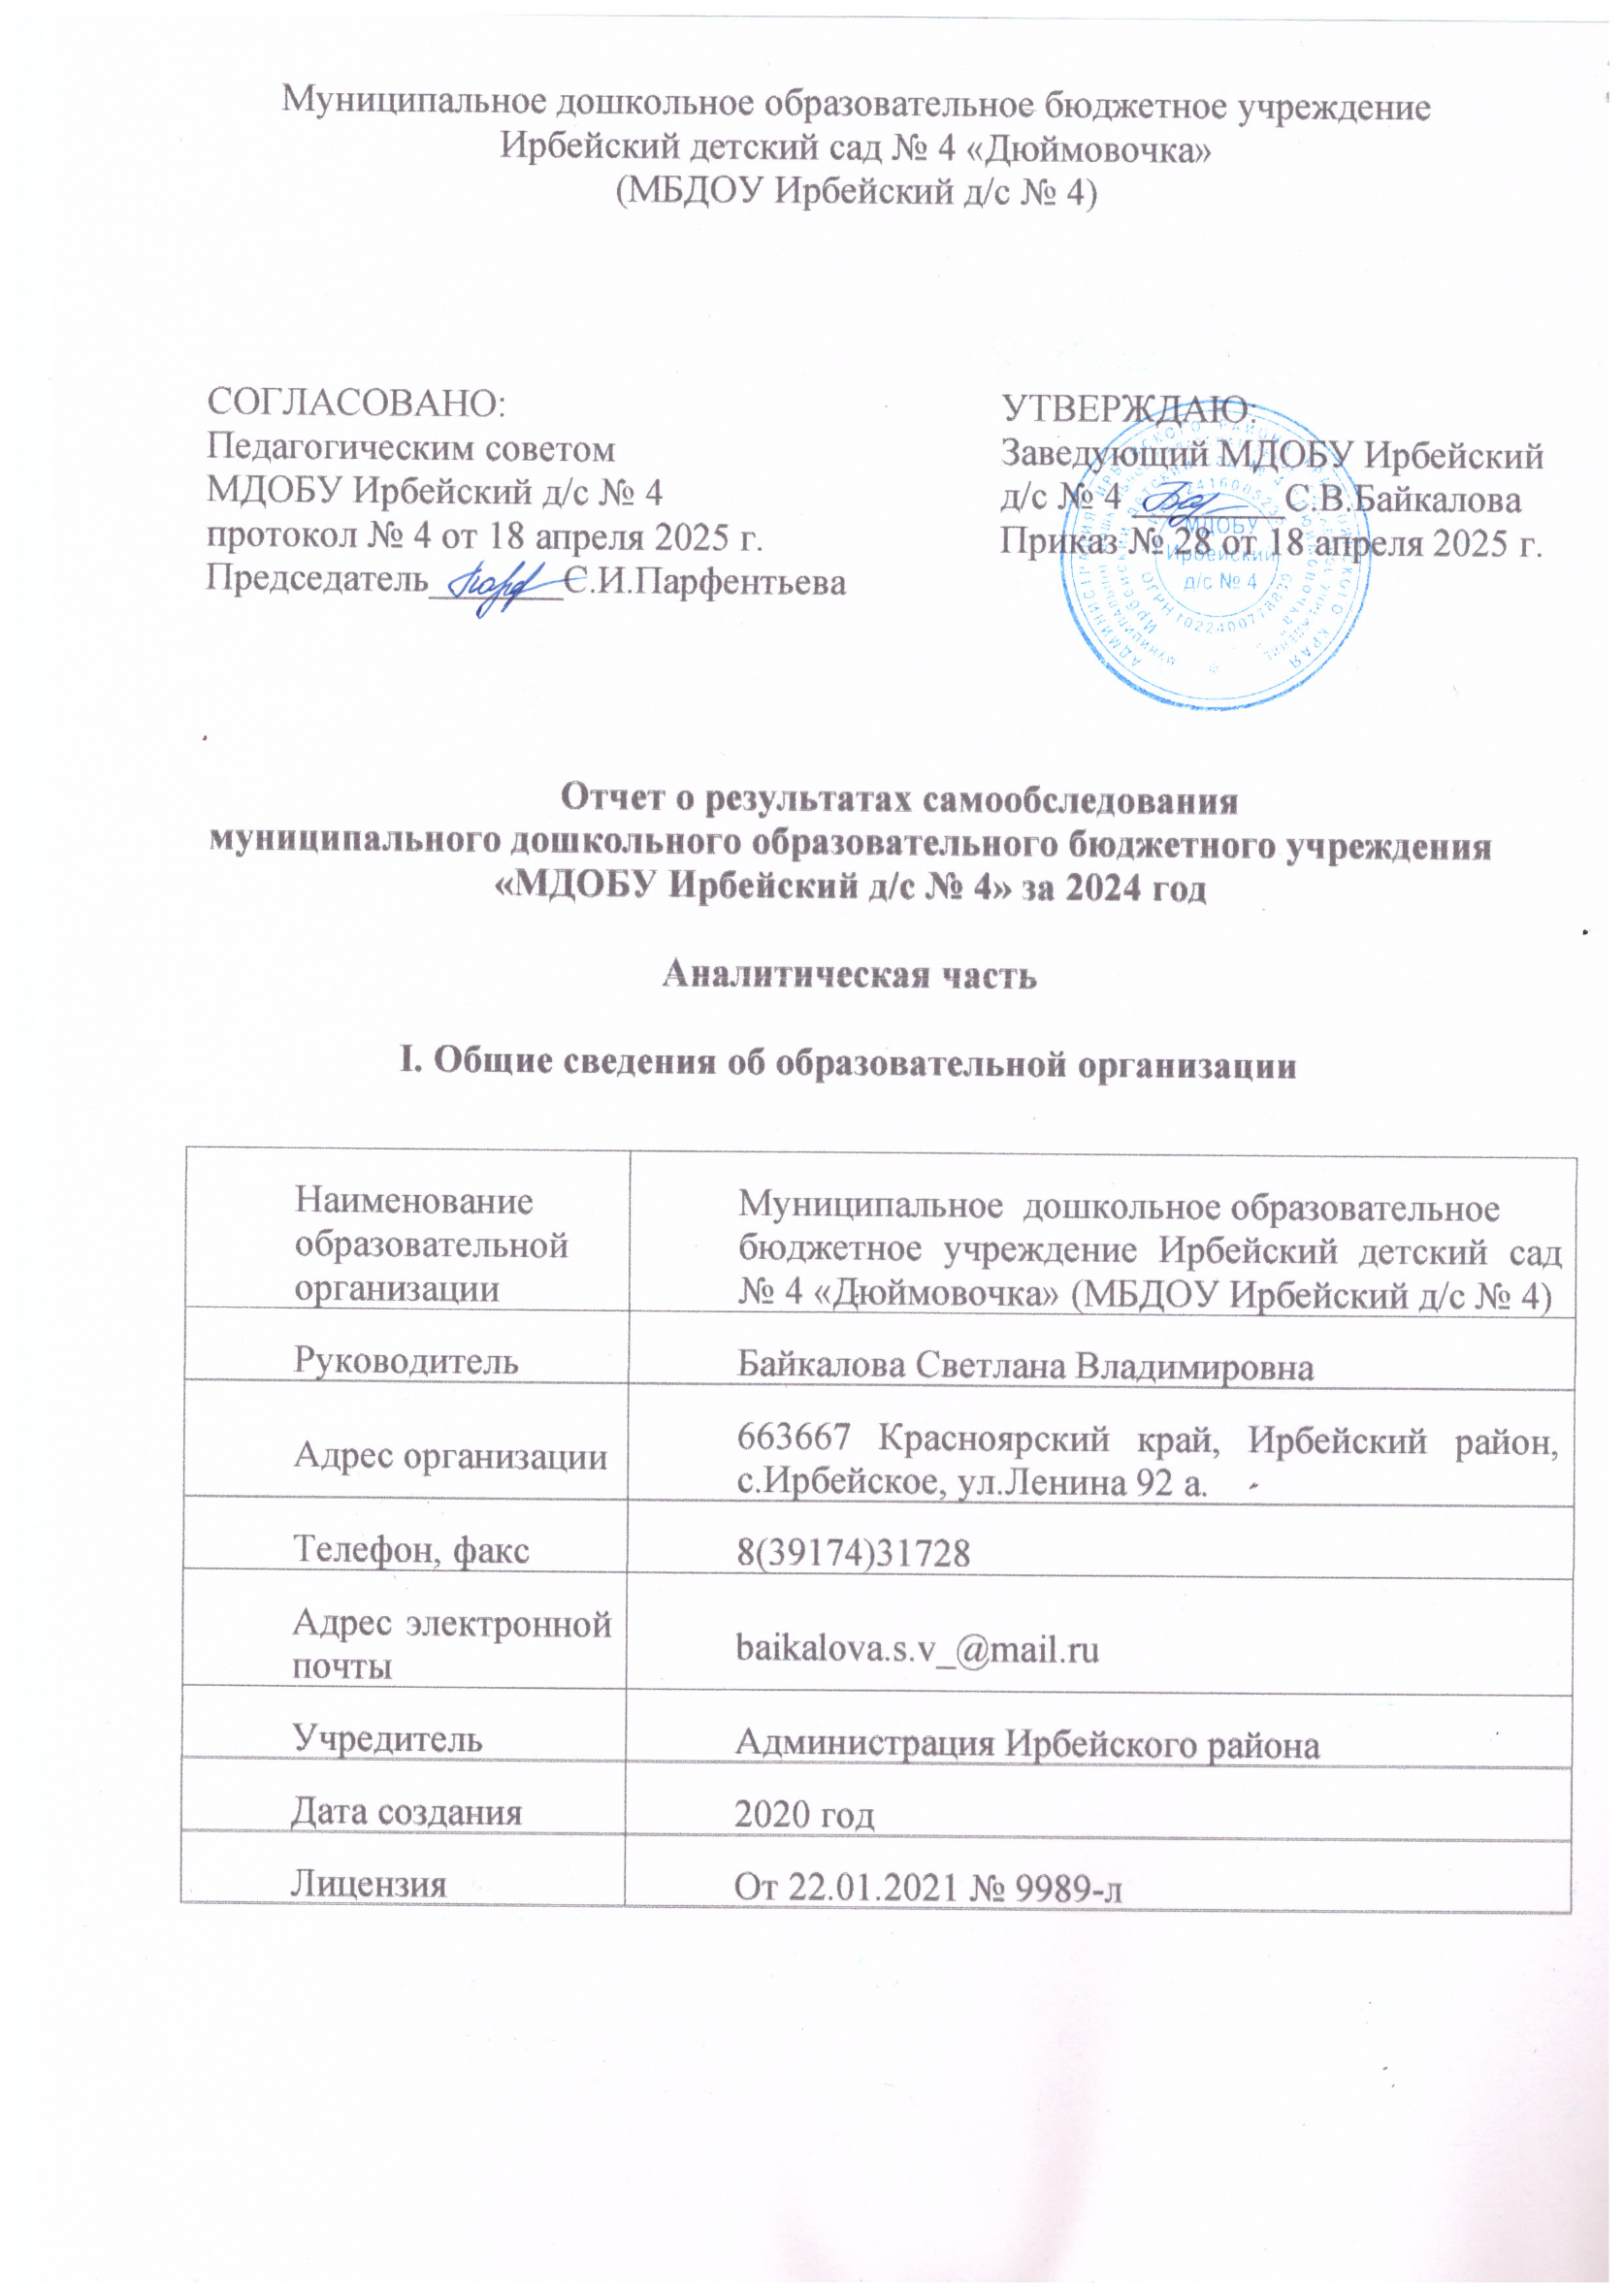 Муниципальное дошкольное образовательное бюджетное учреждение
Ирбейский детский сад № 4 «Дюймовочка»
(МБДОУ Ирбейский д/с № 4)
СОГЛАСОВАНО:
Педагогическим советом
МДОБУ Ирбейский д/с № 4
протокол № 4 от 18 апреля 2025 г.
Председатель_______С.И.Парфентьева
УТВЕРЖДАЮ:
Заведующий МДОБУ Ирбейский
д/с № 4 ________С.В.Байкалова
Приказ № 28 от 18 апреля 2025 г.
МДОБУ
Ирбейский
д/с № 4
Отчет о результатах самообследования
муниципального дошкольного образовательного бюджетного учреждения
«МДОБУ Ирбейский д/с № 4» за 2024 год
Аналитическая часть
I. Общие сведения об образовательной организации
Наименование
образовательной
организации
Муниципальное дошкольное образовательное
бюджетное учреждение Ирбейский детский сад
№ 4 «Дюймовочка» (МБДОУ Ирбейский д/с № 4)
Руководитель
Байкалова Светлана Владимировна
Адрес организации
663667 Красноярский край, Ирбейский район,
с.Ирбейское, ул.Ленина 92 а.
Телефон, факс
8(39174)31728
Адрес электронной
почты
baikalova.s.v_@mail.ru
Учредитель
Администрация Ирбейского района
Дата создания
2020 год
Лицензия
От 22.01.2021 № 9989-л